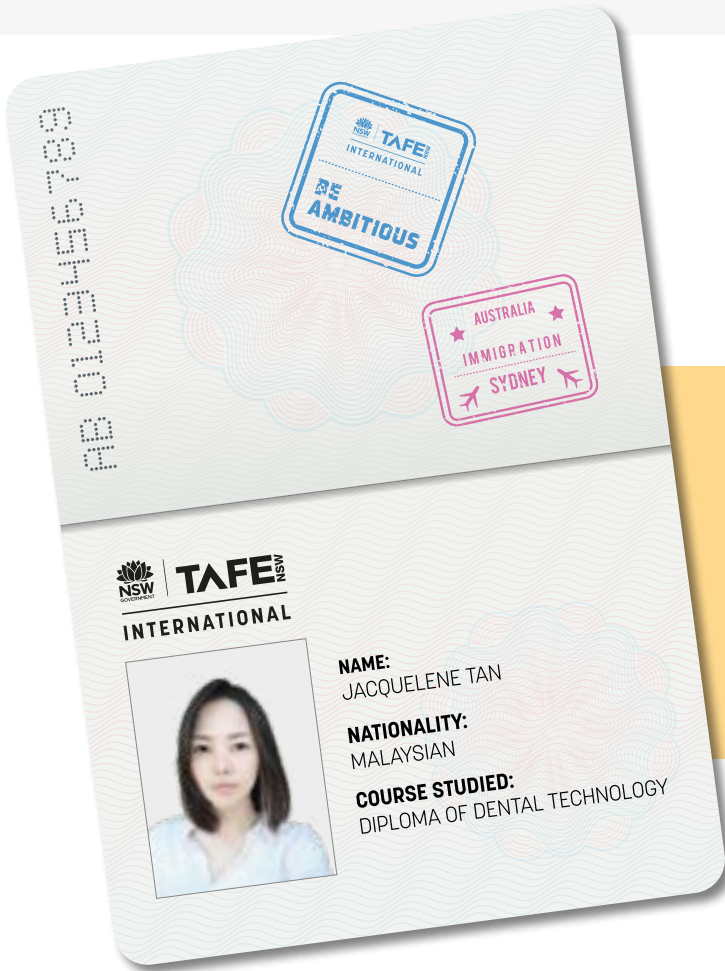 AB 0123456789
NSW
TAFE NSW
INTERNATIONAL
BE
AMBITIOUS
AUSTRALIA
IMMIGRATION
SYDNEY
NSW
GOVERNMENT
TAFE NSW
INTERNATIONAL
NAME:
JACQUELENE TAN
NATIONALITY:
MALAYSIAN
COURSE STUDIED:
DIPLOMA OF DENTAL TECHNOLOGY